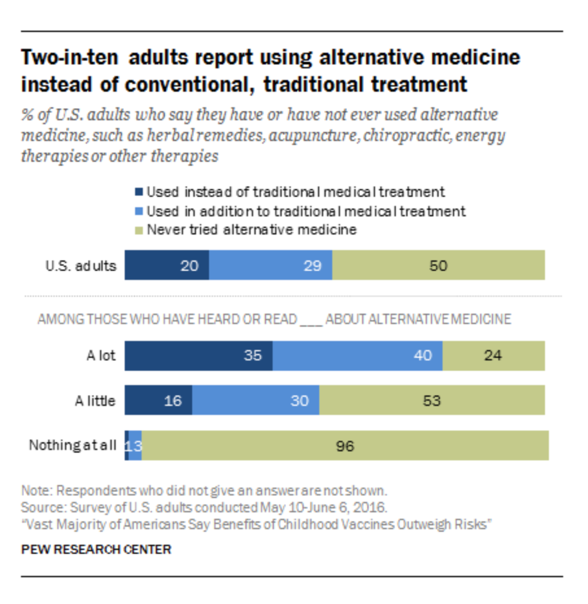 Two-in-ten adults report using alternative medicine
instead of conventional, traditional treatment
% of U.S. adults who say they have or have not ever used alternative
medicine, such as herbal remedies, acupuncture, chiropractic, energy
therapies or other therapies
Used instead of traditional medical treatment
Used in addition to traditional medical treatment
Never tried alternative medicine
U.S. adults 20 29 50
AMONG THOSE WHO HAVE HEARD OR READ ___ ABOUT ALTERNATIVE MEDICINE
A lot 35 40 24
A little 16 30 53
Nothing at all 1 3 96
Note: Respondents who did not give an answer are not shown.
Source: Survey of U.S. adults conducted May 10-June 6, 2016.
“Vast Majority of Americans Say Benefits of Childhood Vaccines Outweigh Risks”
PEW RESEARCH CENTER